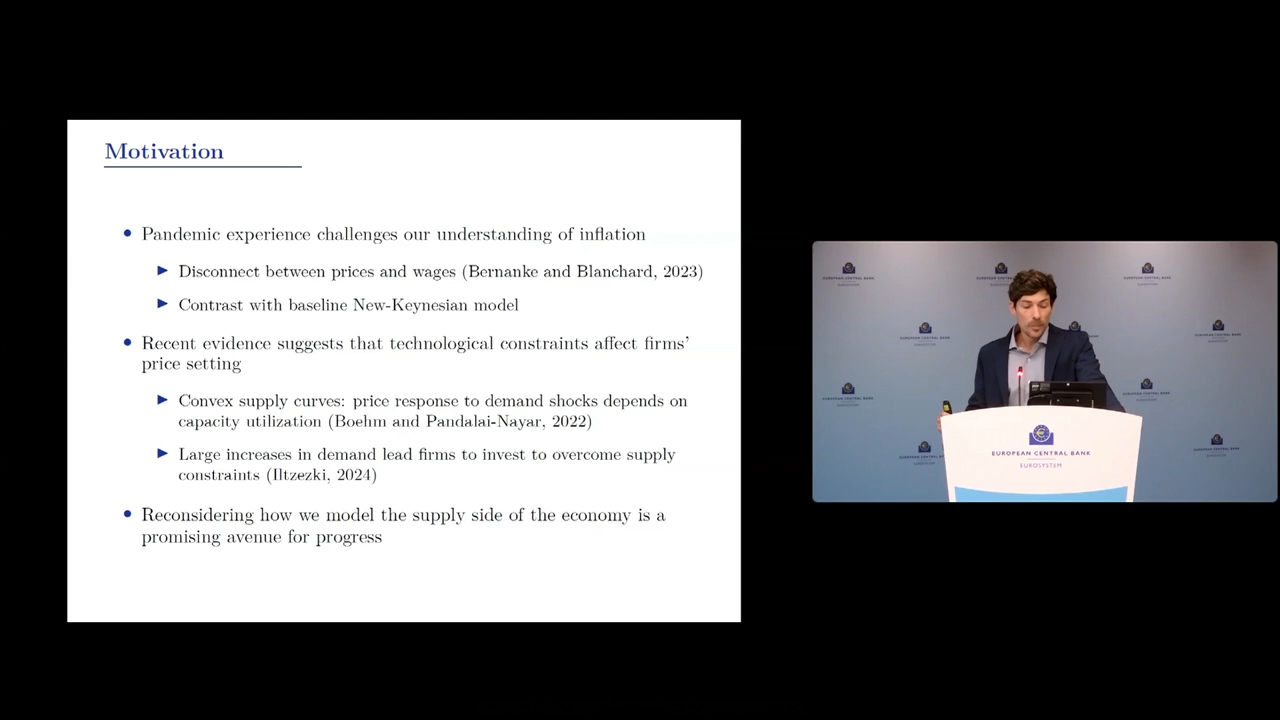 Motivation
Pandemic experience challenges our understanding of inflation
Disconnect between prices and wages (Bernanke and Blanchard, 2023)
Contrast with baseline New-Keynesian model
Recent evidence suggests that technological constraints affect firms'
price setting
Convex supply curves: price response to demand shocks depends on
capacity utilization (Boehm and Pandalai-Nayar, 2022)
Large increases in demand lead firms to invest to overcome supply
constraints (Iltzezki, 2024)
Reconsidering how we model the supply side of the economy is a
promising avenue for progress
EUROPEAN CENTRAL BANK
EUROSYSTEM